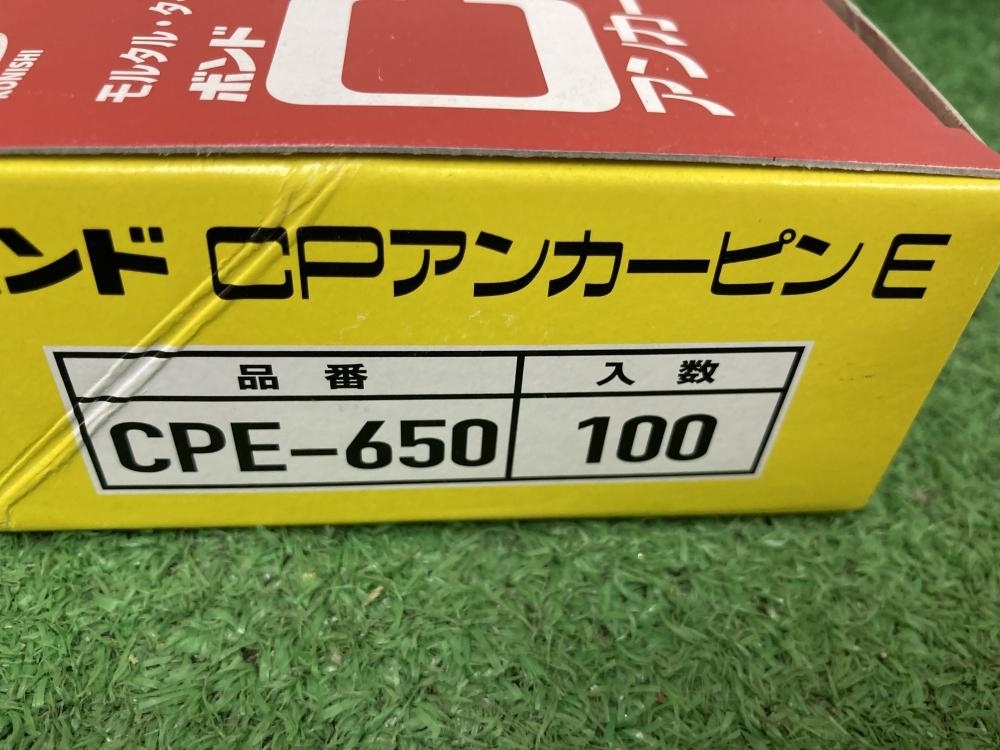 KONISHI
モルタル・タ
ボンド
C
アンカー
ンド CPアンカーピン E
品番 入数
CPE-650 100